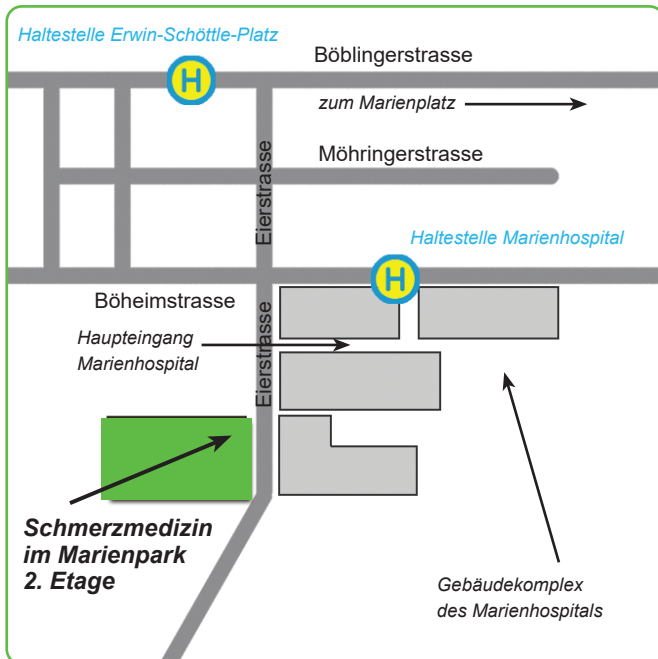 Haltestelle Erwin-Schöttle-Platz
H
Böblingerstrasse
zum Marienplatz
Möhringerstrasse
Eierstrasse
Haltestelle Marienhospital
H
Böheimstrasse
Eierstrasse
Haupteingang
Marienhospital
Schmerzmedizin
im Marienpark
2. Etage
Gebäudekomplex
des Marienhospitals